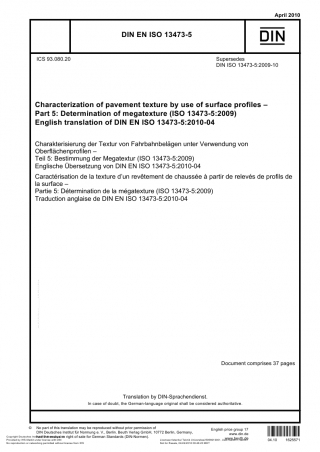 April 2010
DIN EN ISO 13473-5
DIN
ICS 93.080.20
Supersedes
DIN ISO 13473-5:2009-10
Characterization of pavement texture by use of surface profiles –
Part 5: Determination of megatexture (ISO 13473-5:2009)
English translation of DIN EN ISO 13473-5:2010-04
Charakterisierung der Textur von Fahrbahnbelägen unter Verwendung von
Oberflächenprofilen –
Teil 5: Bestimmung der Megatextur (ISO 13473-5:2009)
Englische Übersetzung von DIN EN ISO 13473-5:2010-04
Caractérisation de la texture d'un revêtement de chaussée à partir de relevés de profils de
la surface –
Partie 5: Détermination de la mégatexture (ISO 13473-5:2009)
Traduction anglaise de DIN EN ISO 13473-5:2010-04
Document comprises 37 pages
Translation by DIN-Sprachendienst.
In case of doubt, the German-language original shall be considered authoritative.
No part of this translation may be reproduced without prior permission of
DIN Deutsches Institut für Normung e. V., Berlin. Beuth Verlag GmbH, 10772 Berlin, Germany,
right of sale for German Standards (DIN-Normen).
English price group 17
www.din.de
www.beuth.de